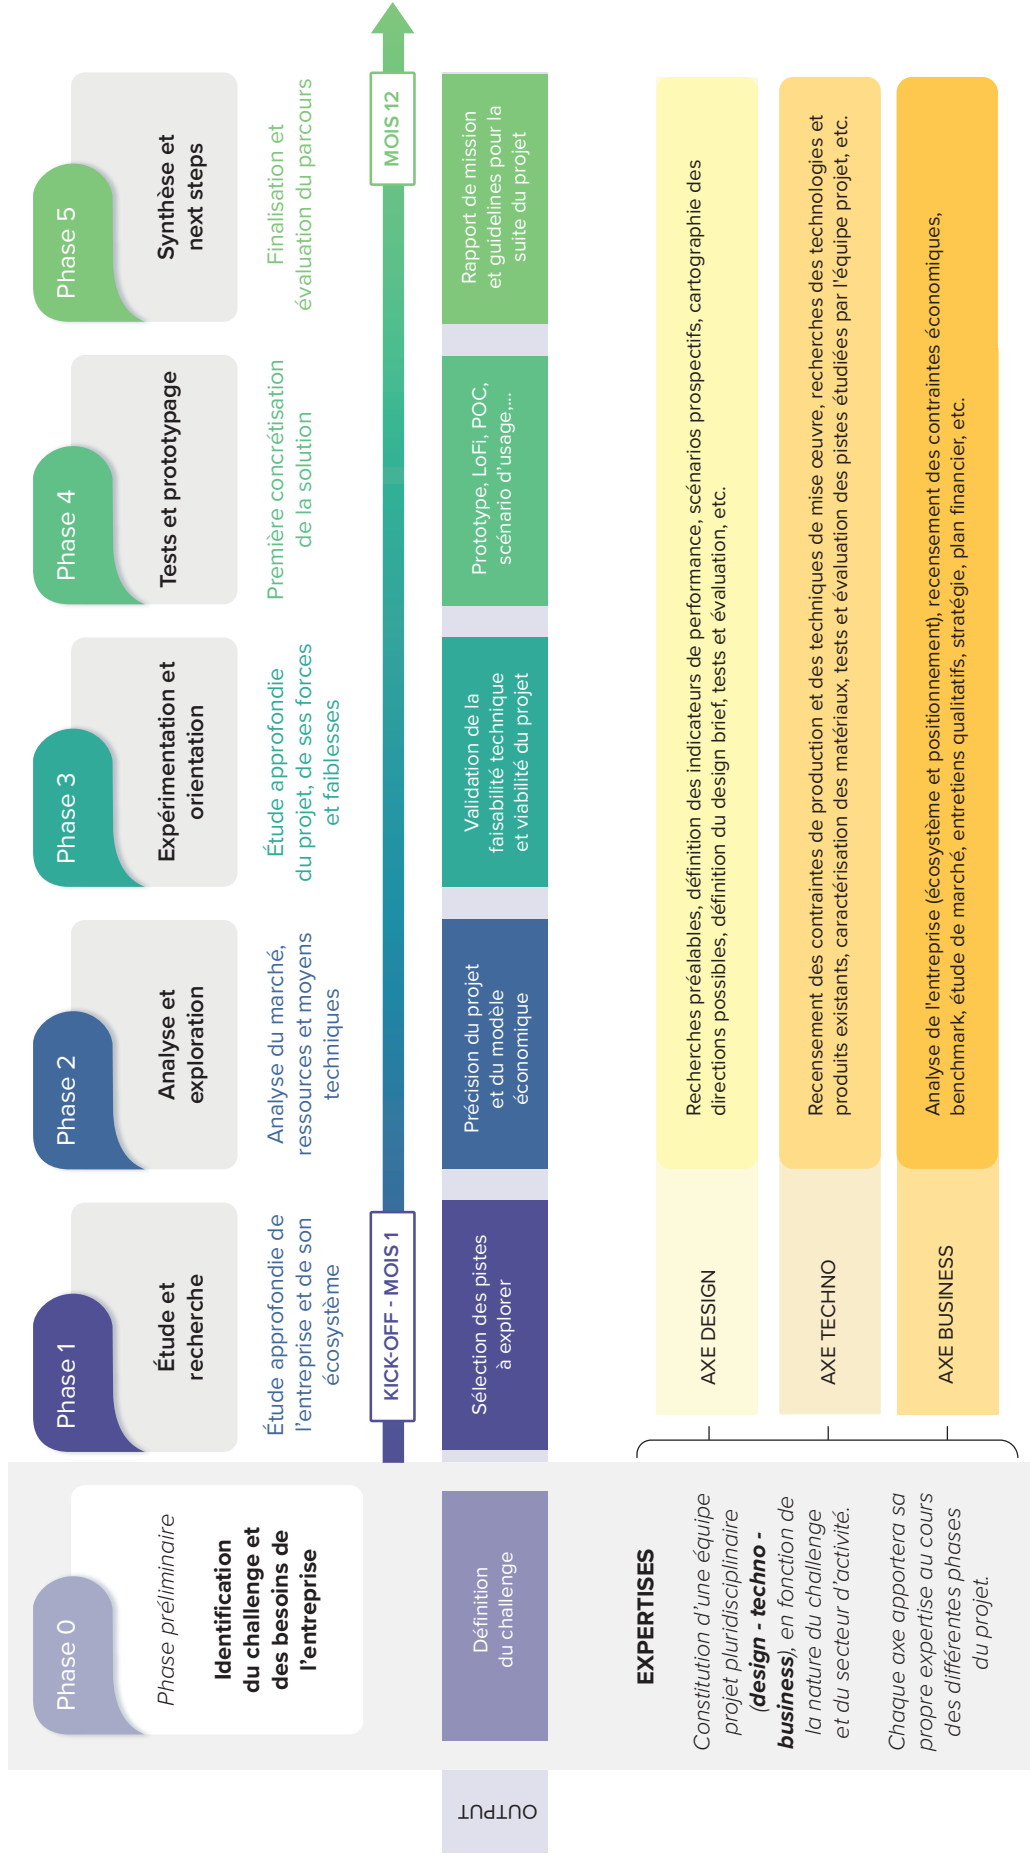 Phase 0
Phase préliminaire
Identification
du challenge et
des besoins de
l'entreprise
Phase 1
Étude et
recherche
Étude approfondie de
l'entreprise et de son
écosystème
Phase 2
Analyse et
exploration
Analyse du marché,
ressources et moyens
techniques
Phase 3
Expérimentation et
orientation
Étude approfondie
du projet, de ses forces
et faiblesses
Phase 4
Tests et prototypage
Première concrétisation
de la solution
Phase 5
Synthèse et
next steps
Finalisation et
évaluation du parcours
KICK-OFF - MOIS 1
MOIS 12
OUTPUT
Définition
du challenge
Sélection des pistes
à explorer
Précision du projet
et du modèle
économique
Validation de la
faisabilité technique
et viabilité du projet
Prototype, LoFi, POC,
scénario d'usage,...
Rapport de mission
et guidelines pour la
suite du projet
EXPERTISES
Constitution d'une équipe
projet pluridisciplinaire
(design - techno -
business), en fonction de
la nature du challenge
et du secteur d'activité.
Chaque axe apportera sa
propre expertise au cours
des différentes phases
du projet.
AXE DESIGN
Recherches préalables, définition des indicateurs de performance, scénarios prospectifs, cartographie des
directions possibles, définition du design brief, tests et évaluation, etc.
AXE TECHNO
Recensement des contraintes de production et des techniques de mise œuvre, recherches des technologies et
produits existants, caractérisation des matériaux, tests et évaluation des pistes étudiées par l'équipe projet, etc.
AXE BUSINESS
Analyse de l'entreprise (écosystème et positionnement), recensement des contraintes économiques,
benchmark, étude de marché, entretiens qualitatifs, stratégie, plan financier, etc.